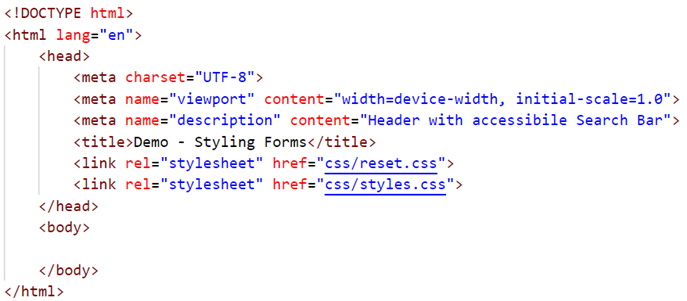 <!DOCTYPE html>
<html lang="en">
<head>
<meta charset="UTF-8">
<meta name="viewport" content="width=device-width, initial-scale=1.0">
<meta name="description" content="Header with accessibile Search Bar">
<title>Demo - Styling Forms</title>
<link rel="stylesheet" href="css/reset.css">
<link rel="stylesheet" href="css/styles.css">
</head>
<body>
</body>
</html>